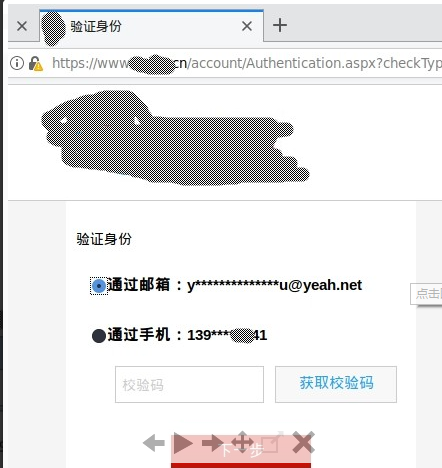 验证身份
https://www.cn/account/Authentication.aspx?checkTyp
验证身份
通过邮箱：y**************u@yeah.net
点击
通过手机：139****41
校验码
获取校验码
下一步